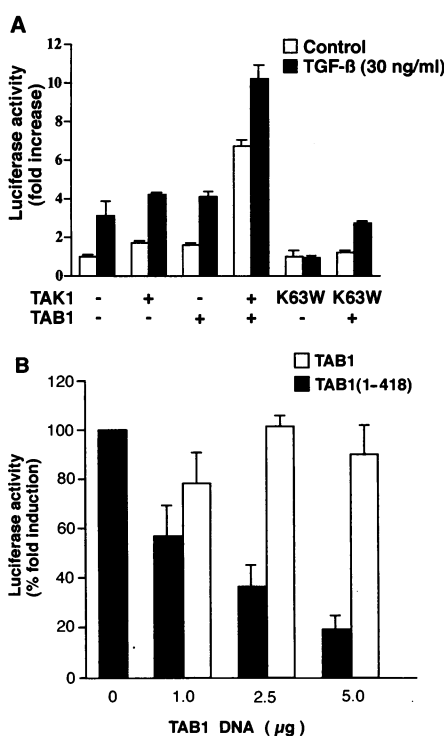 A
Control
TGF-ß (30 ng/ml)
Luciferase activity
(fold increase)
12
10
8
6
4
2
0
TAK1 - + - + K63W K63W
TAB1 - - + + - +
B
TAB1
TAB1(1-418)
Luciferase activity
(% fold induction)
120
100
80
60
40
20
0
0 1.0 2.5 5.0
TAB1 DNA (µg)